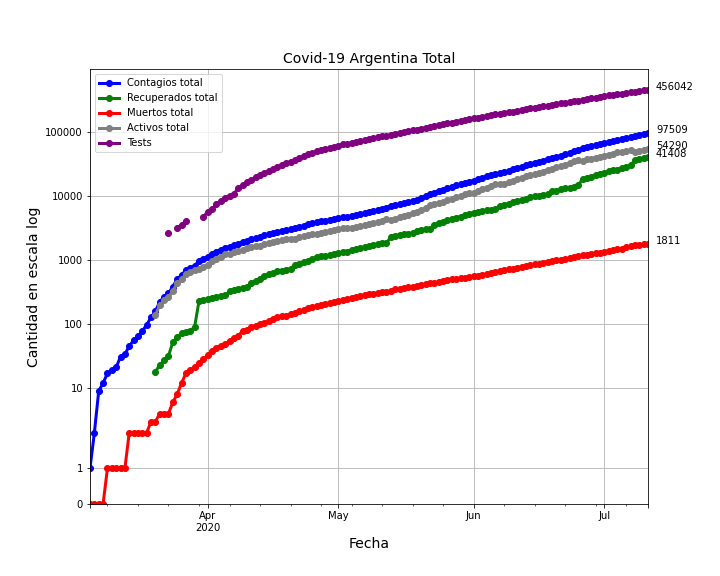 Covid-19 Argentina Total
Contagios total
Recuperados total
Muertos total
Activos total
Tests
Cantidad en escala log
100000
10000
1000
100
10
1
0
456042
97509
54290
41408
1811
Apr
2020
May
Jun
Jul
Fecha